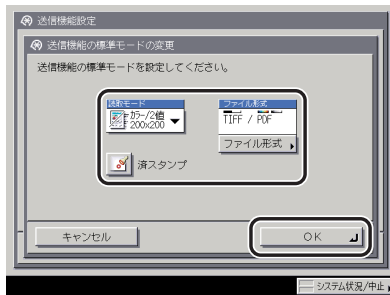 送信機能設定
送信機能の標準モードの変更
送信機能の標準モードを設定してください。
読取モード
ｶﾗｰ/2値
200x200
ファイル形式
TIFF / PDF
ファイル形式
済スタンプ
キャンセル
OK
システム状況/中止